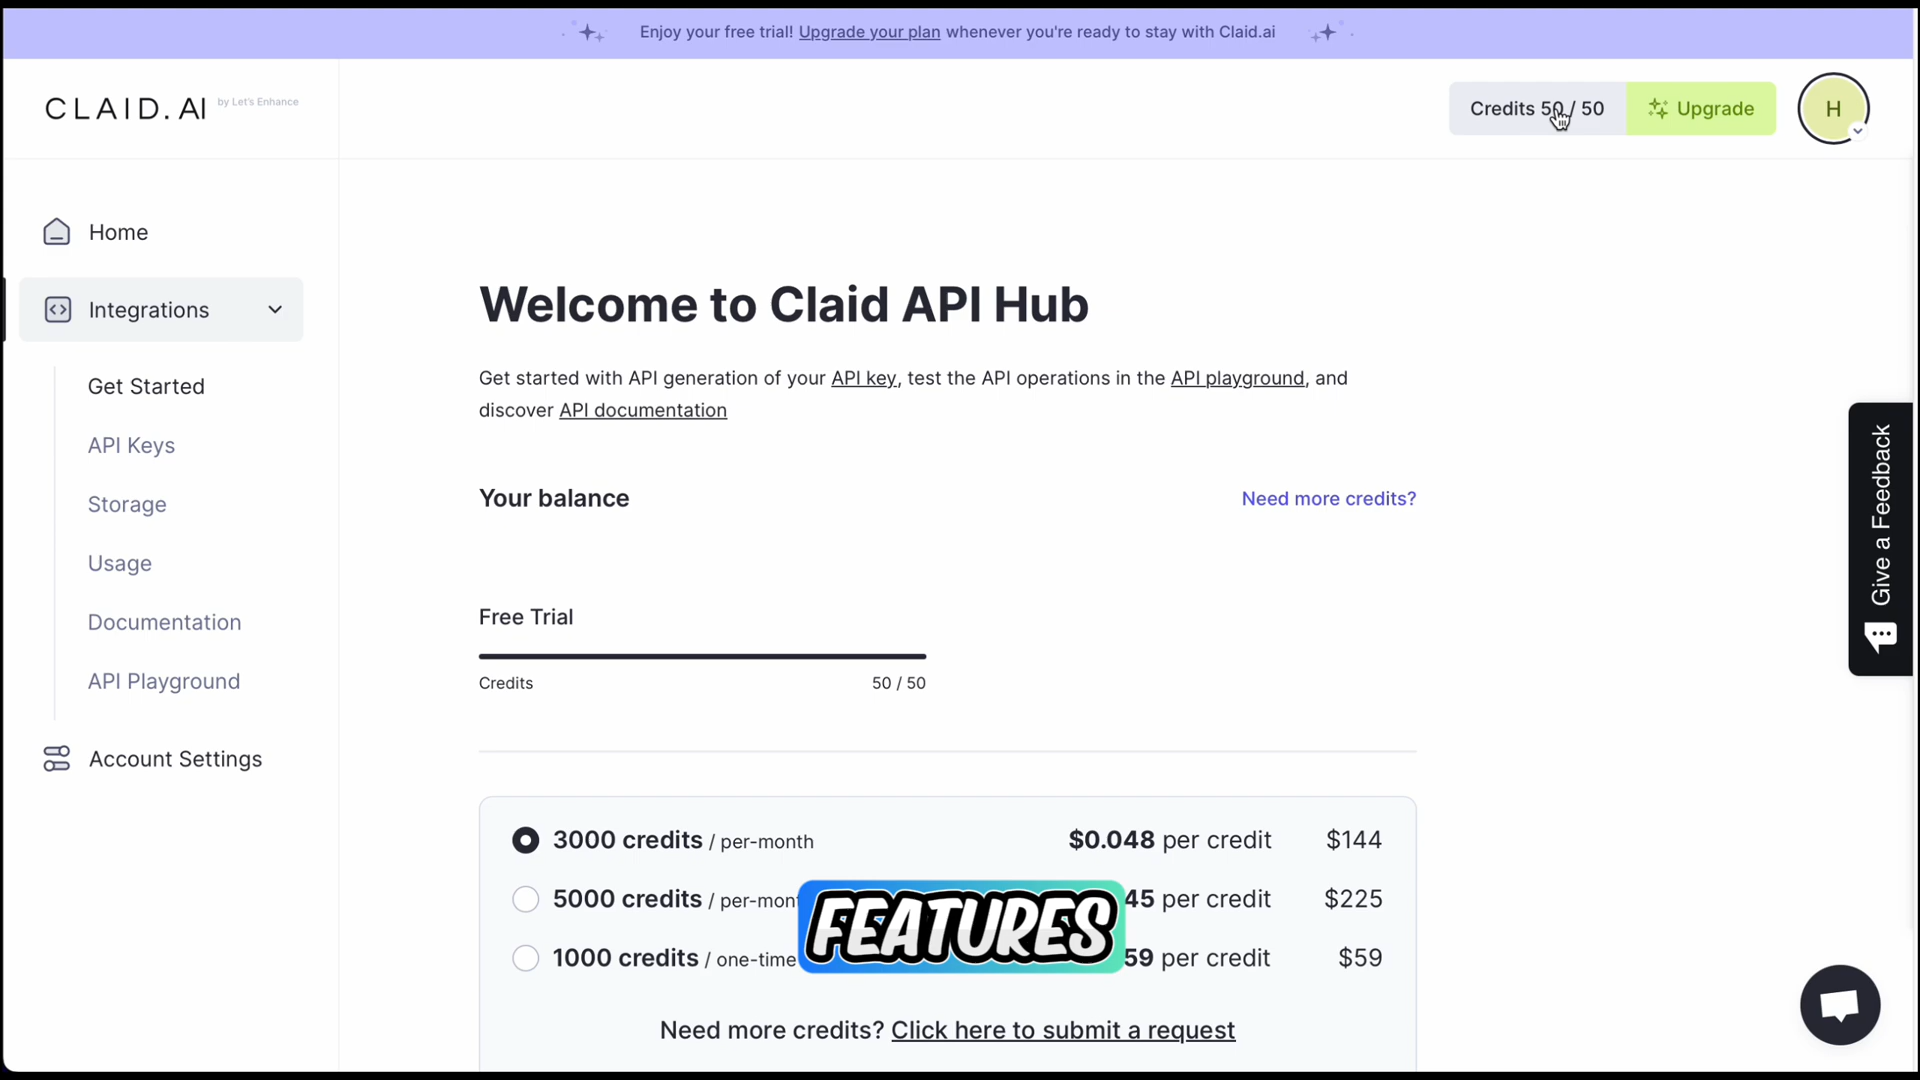 Enjoy your free trial! Upgrade your plan whenever you're ready to stay with Claid.ai
CLAID.AI by Let's Enhance
Credits 50 / 50
Upgrade
H
Home
Integrations
Get Started
API Keys
Storage
Usage
Documentation
API Playground
Account Settings
Welcome to Claid API Hub
Get started with API generation of your API key, test the API operations in the API playground, and
discover API documentation
Your balance
Need more credits?
Free Trial
Credits 50 / 50
3000 credits / per-month $0.048 per credit $144
5000 credits / per-mont 45 per credit $225
1000 credits / one-time 59 per credit $59
FEATURES
Need more credits? Click here to submit a request
Give a Feedback